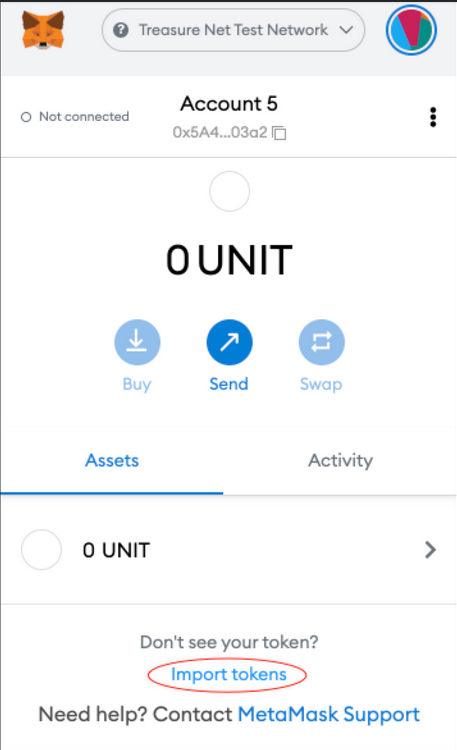 Treasure Net Test Network
Not connected
Account 5
0x5A4...03a2
0 UNIT
Buy
Send
Swap
Assets
Activity
0 UNIT
Don't see your token?
Import tokens
Need help? Contact MetaMask Support